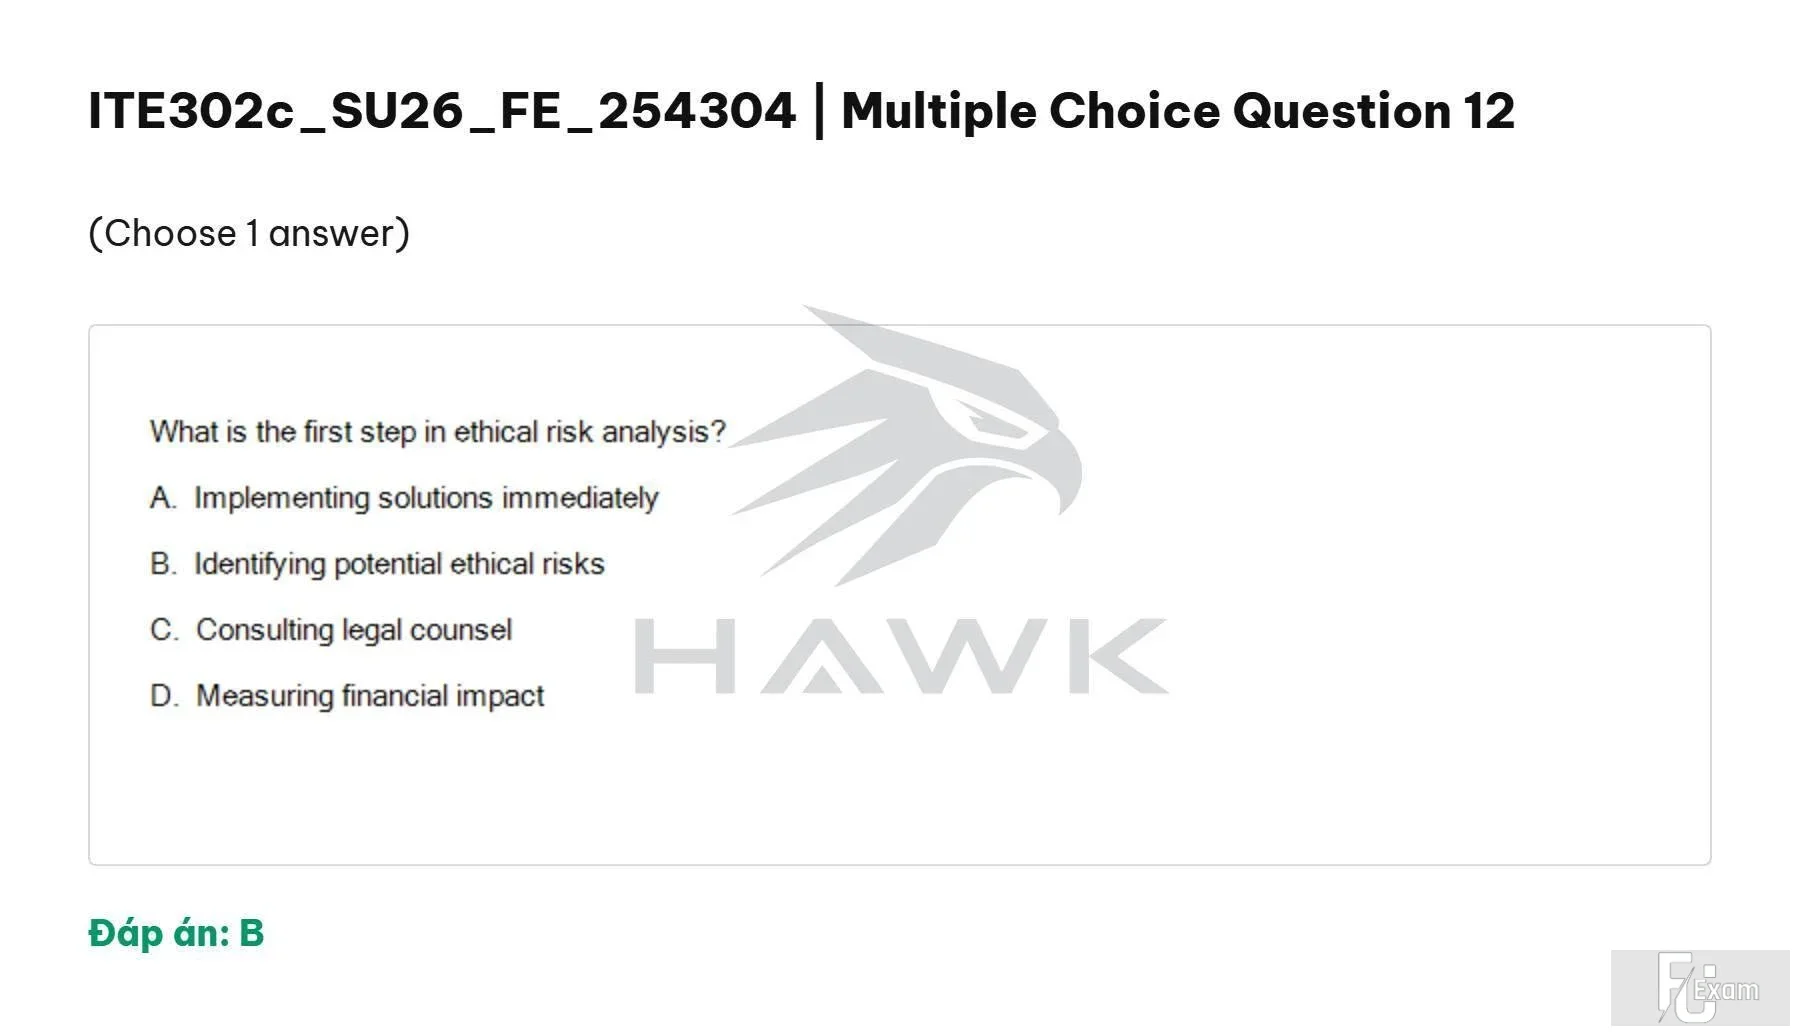 ITE302c_SU26_FE_254304 | Multiple Choice Question 12
(Choose 1 answer)
What is the first step in ethical risk analysis?
A. Implementing solutions immediately
B. Identifying potential ethical risks
C. Consulting legal counsel
D. Measuring financial impact
HAWK
Đáp án: B
FU Exam